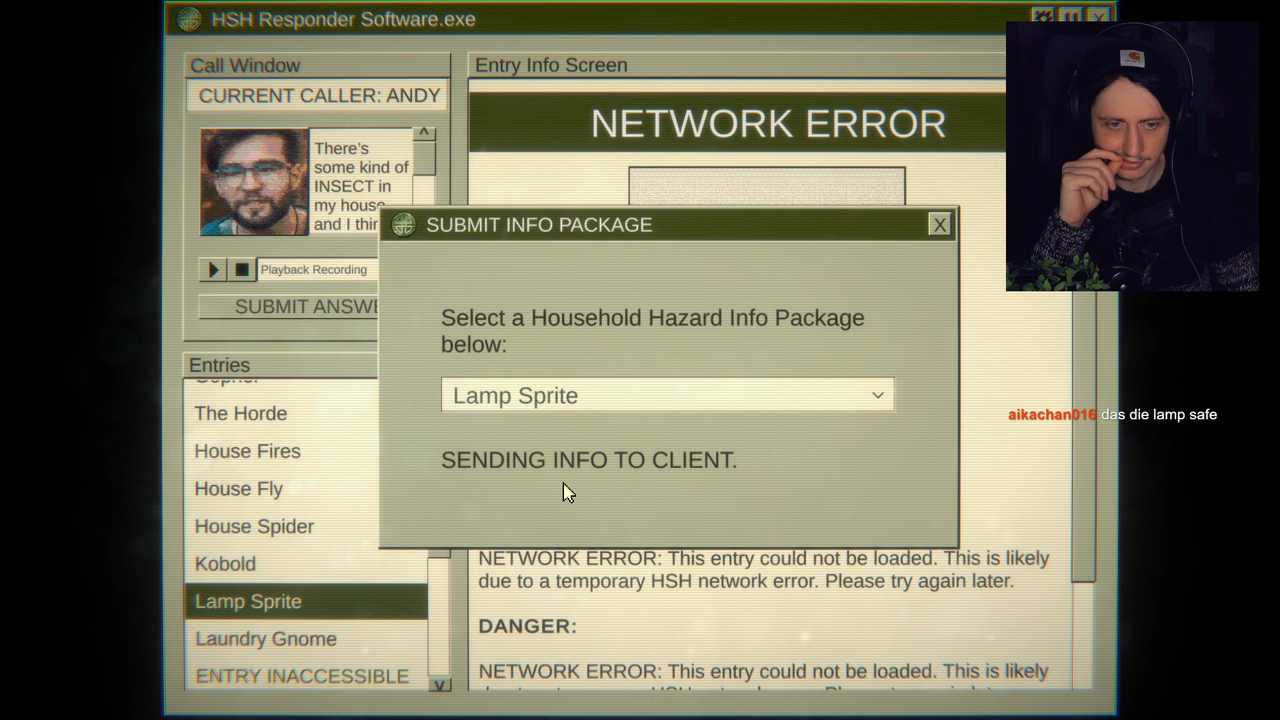 HSH Responder Software.exe
Call Window
Entry Info Screen
CURRENT CALLER: ANDY
NETWORK ERROR
There's
some kind of
INSECT in
my house
and I
SUBMIT INFO PACKAGE
X
Playback Recording
SUBMIT
Select a Household Hazard Info Package
below:
Lamp Sprite
SENDING INFO TO CLIENT.
Entries
The Horde
House Fires
House Fly
House Spider
Kobold
Lamp Sprite
Laundry Gnome
ENTRY INACCESSIBLE
NETWORK ERROR: This entry could not be loaded. This is likely
due to a temporary HSH network error. Please try again later.
DANGER:
NETWORK ERROR: This entry could not be loaded. This is likely
aikachan016 das die lamp safe